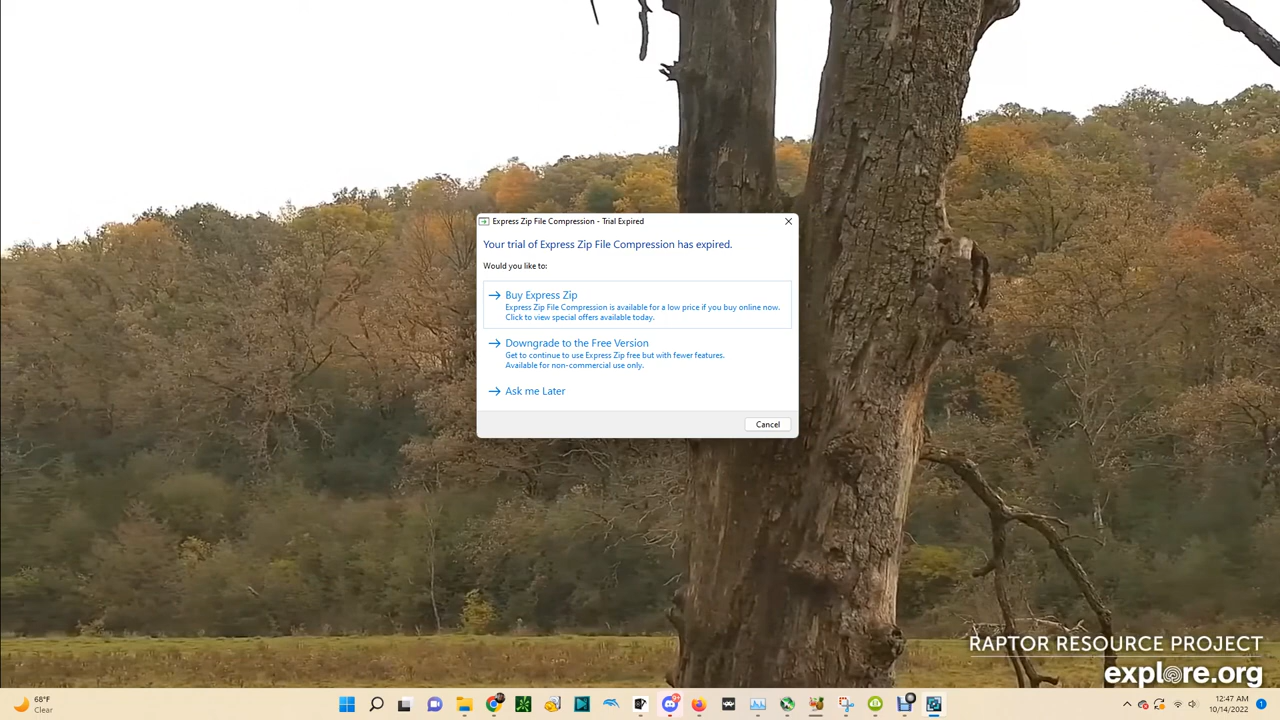 Express Zip File Compression - Trial Expired
Your trial of Express Zip File Compression has expired.
Would you like to:
Buy Express Zip
Express Zip File Compression is available for a low price if you buy online now.
Click to view special offers available today.
Downgrade to the Free Version
Get to continue to use Express Zip free but with fewer features.
Available for non-commercial use only.
Ask me Later
Cancel
RAPTOR RESOURCE PROJECT
explore.org
68°F
Clear
12:47 AM
10/14/2022